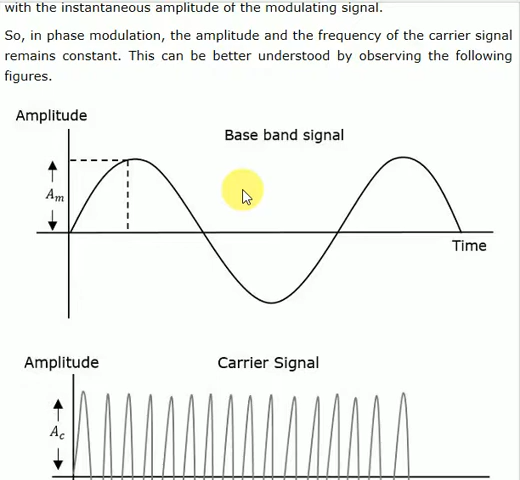 with the instantaneous amplitude of the modulating signal.
So, in phase modulation, the amplitude and the frequency of the carrier signal
remains constant. This can be better understood by observing the following
figures.
Amplitude
Base band signal
Am
Time
Amplitude
Carrier Signal
Ac